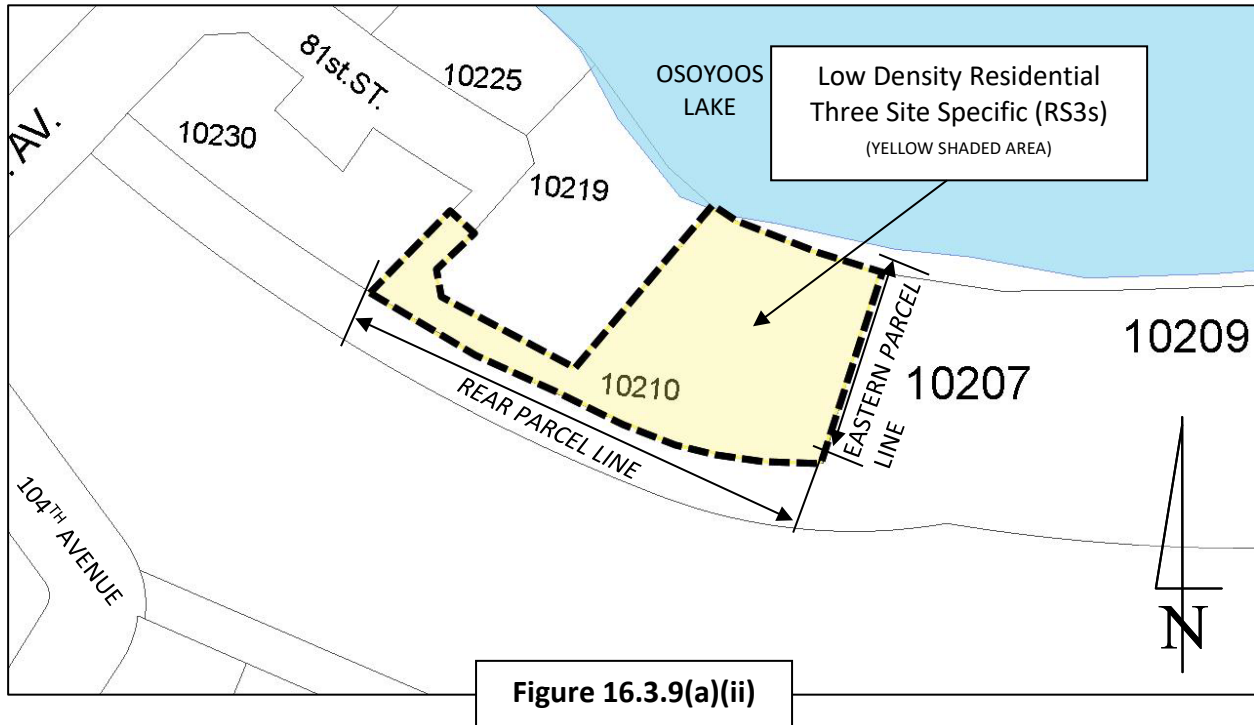 81st.ST.
10225
OSOYOOS
LAKE
Low Density Residential
Three Site Specific (RS3s)
(YELLOW SHADED AREA)
AV.
10230
10219
10209
10207
EASTERN PARCEL
LINE
10210
REAR PARCEL LINE
104TH AVENUE
N
Figure 16.3.9(a)(ii)